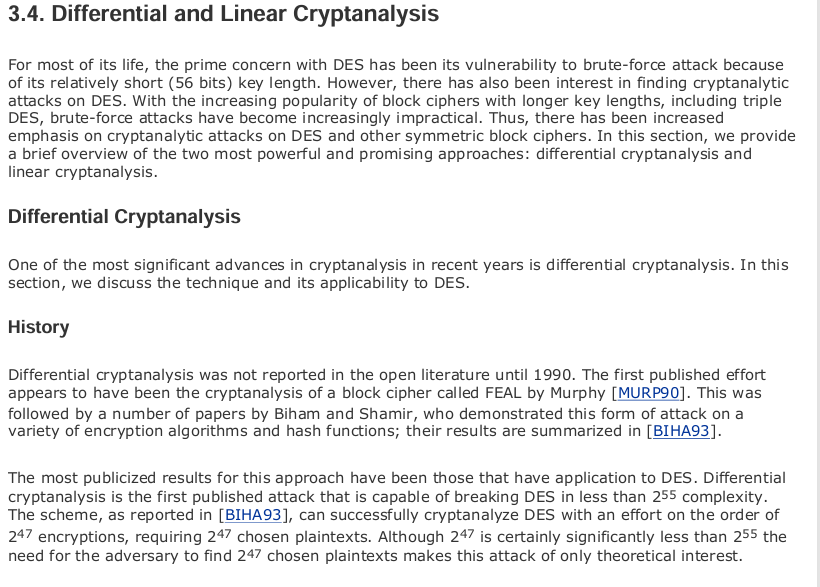 3.4. Differential and Linear Cryptanalysis
For most of its life, the prime concern with DES has been its vulnerability to brute-force attack because
of its relatively short (56 bits) key length. However, there has also been interest in finding cryptanalytic
attacks on DES. With the increasing popularity of block ciphers with longer key lengths, including triple
DES, brute-force attacks have become increasingly impractical. Thus, there has been increased
emphasis on cryptanalytic attacks on DES and other symmetric block ciphers. In this section, we provide
a brief overview of the two most powerful and promising approaches: differential cryptanalysis and
linear cryptanalysis.
Differential Cryptanalysis
One of the most significant advances in cryptanalysis in recent years is differential cryptanalysis. In this
section, we discuss the technique and its applicability to DES.
History
Differential cryptanalysis was not reported in the open literature until 1990. The first published effort
appears to have been the cryptanalysis of a block cipher called FEAL by Murphy [MURP90]. This was
followed by a number of papers by Biham and Shamir, who demonstrated this form of attack on a
variety of encryption algorithms and hash functions; their results are summarized in [BIHA93].
The most publicized results for this approach have been those that have application to DES. Differential
cryptanalysis is the first published attack that is capable of breaking DES in less than 2⁵⁵ complexity.
The scheme, as reported in [BIHA93], can successfully cryptanalyze DES with an effort on the order of
2⁴⁷ encryptions, requiring 2⁴⁷ chosen plaintexts. Although 2⁴⁷ is certainly significantly less than 2⁵⁵ the
need for the adversary to find 2⁴⁷ chosen plaintexts makes this attack of only theoretical interest.